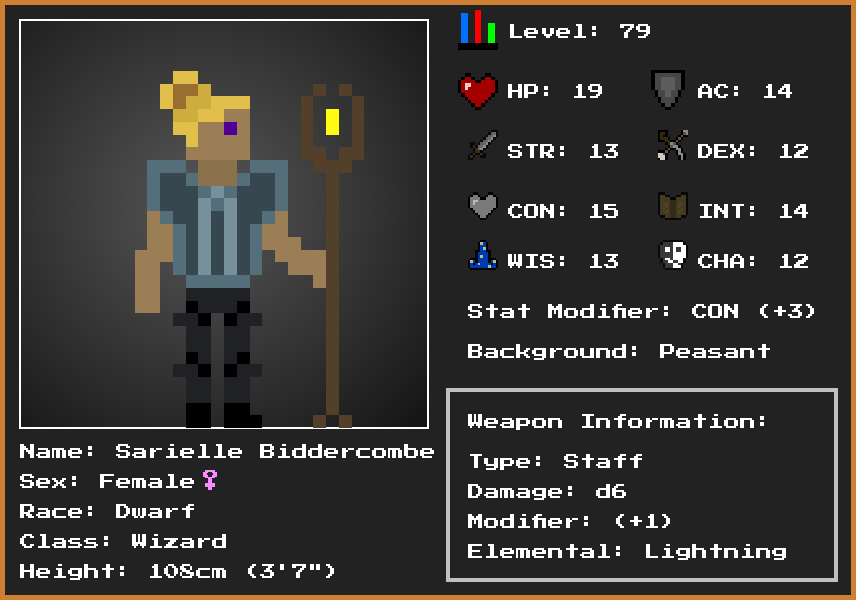 Level: 79
HP: 19
AC: 14
STR: 13
DEX: 12
CON: 15
INT: 14
WIS: 13
CHA: 12
Stat Modifier: CON (+3)
Background: Peasant
Weapon Information:
Type: Staff
Damage: d6
Modifier: (+1)
Elemental: Lightning
Name: Sarielle Biddercombe
Sex: Female♀
Race: Dwarf
Class: Wizard
Height: 108cm (3'7")